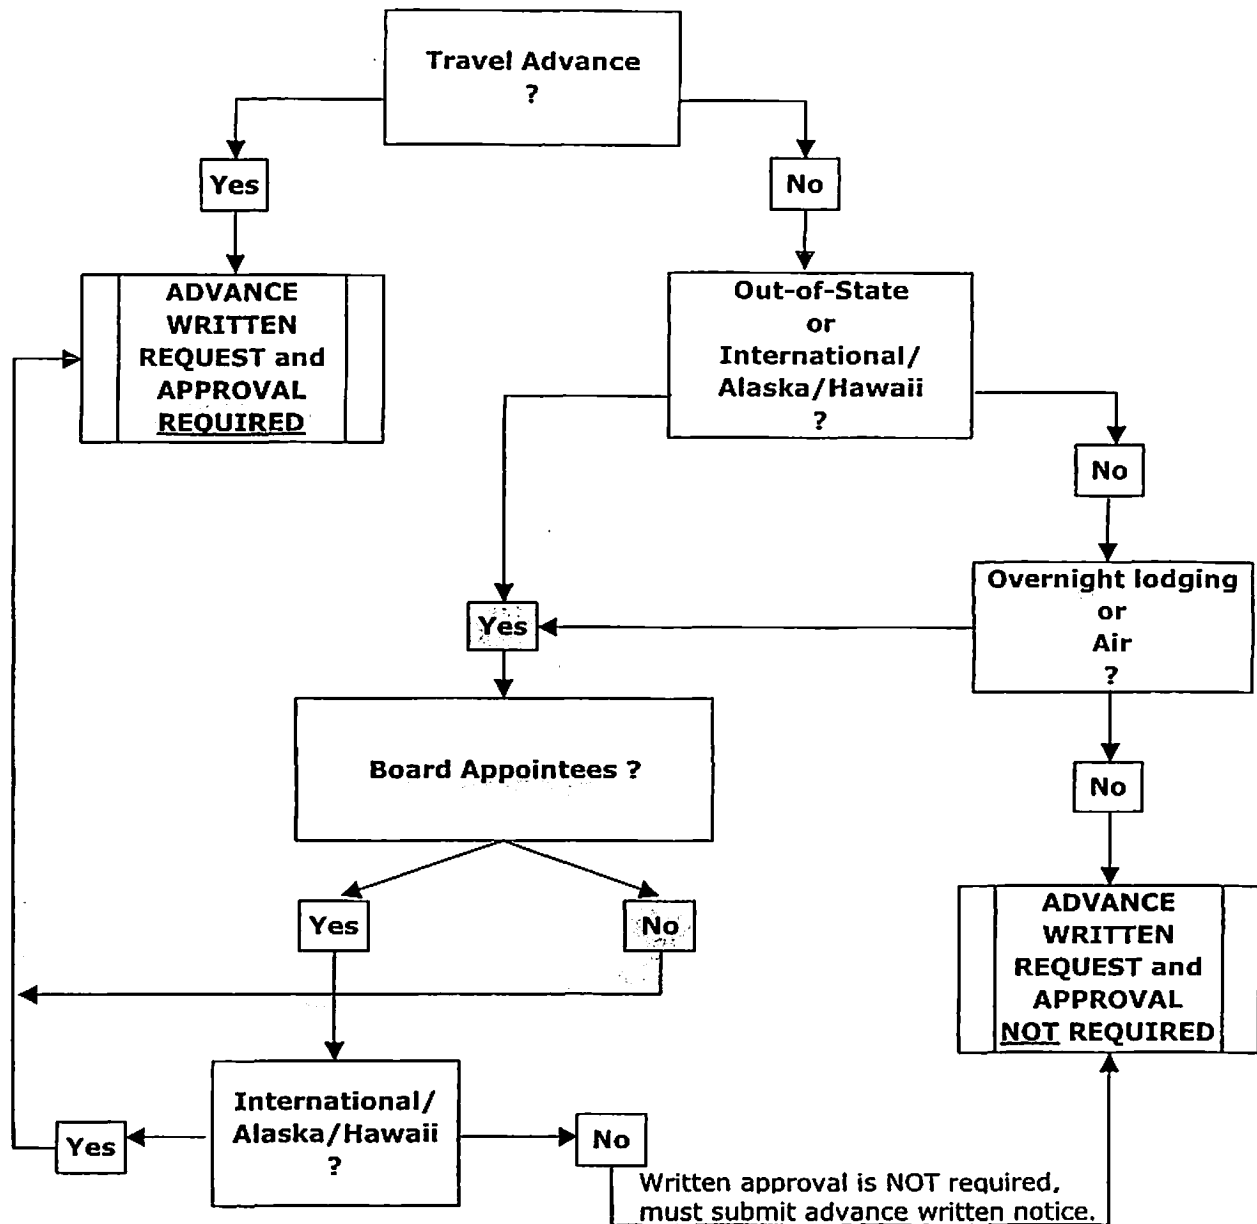 Travel Advance
?
Yes
No
ADVANCE
WRITTEN
REQUEST and
APPROVAL
REQUIRED
Out-of-State
or
International/
Alaska/Hawaii
?
No
Overnight lodging
or
Air
?
Yes
Board Appointees ?
No
Yes
No
ADVANCE
WRITTEN
REQUEST and
APPROVAL
NOT REQUIRED
International/
Alaska/Hawaii
?
Yes
No
Written approval is NOT required,
must submit advance written notice.